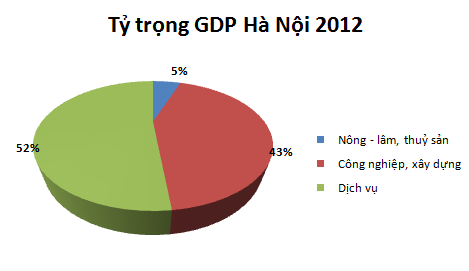 Tỷ trọng GDP Hà Nội 2012
5%
43%
52%
Nông - lâm, thuỷ sản
Công nghiệp, xây dựng
Dịch vụ